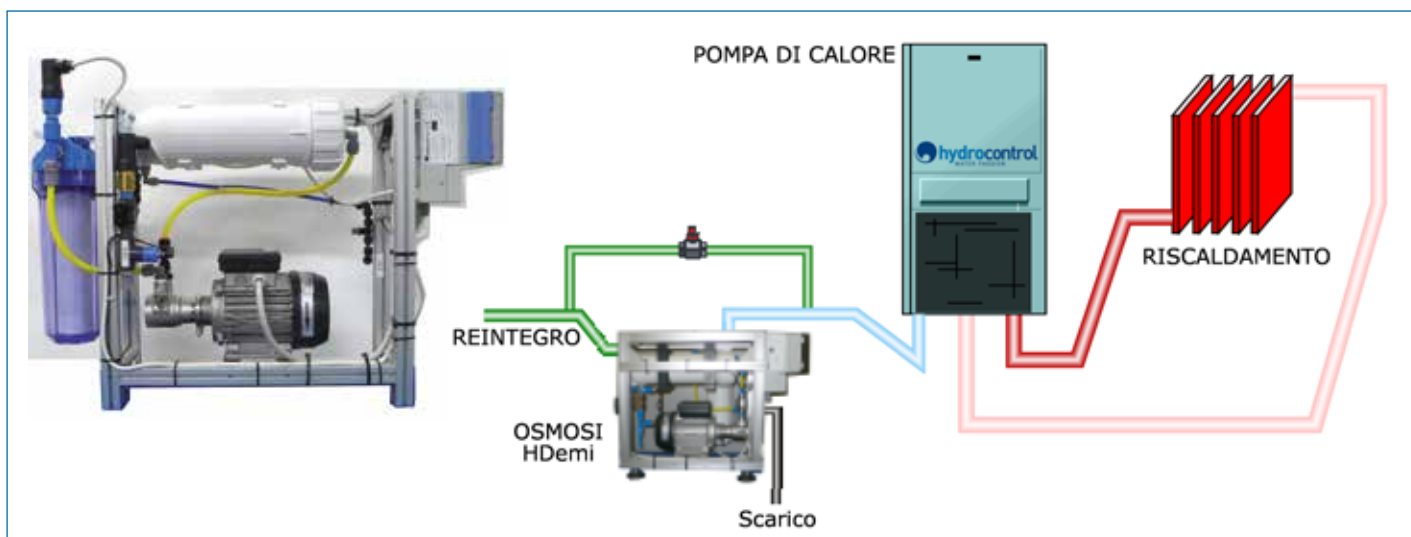 POMPA DI CALORE
hydrocontrol
WATER PASSION
RISCALDAMENTO
REINTEGRO
OSMOSI
HDemi
Scarico